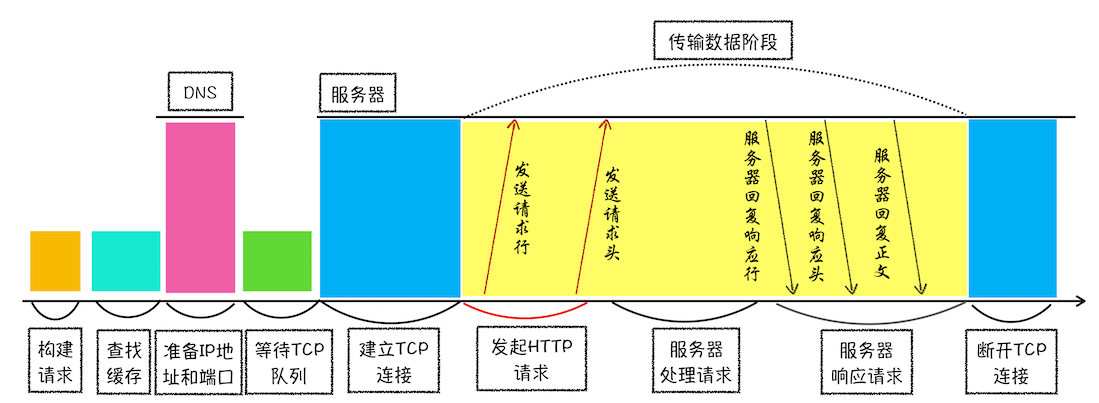 传输数据阶段
DNS
服务器
发送请求行
发送请求头
服务器回复响应行
服务器回复响应头
服务器回复正文
构建
请求
查找
缓存
准备IP地
址和端口
等待TCP
队列
建立TCP
连接
发起HTTP
请求
服务器
处理请求
服务器
响应请求
断开TCP
连接